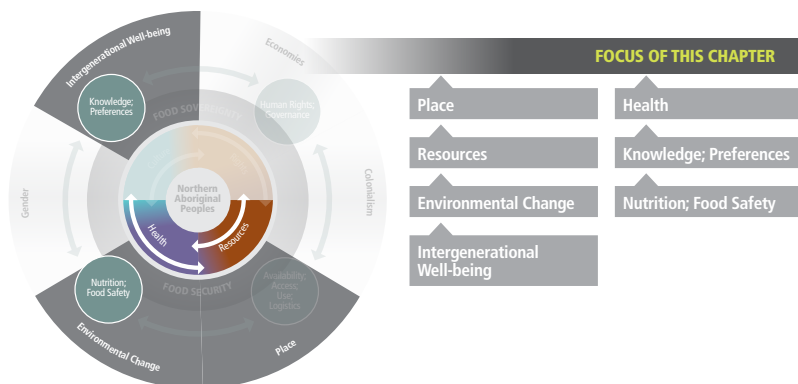 Intergenerational Well-being
Economies
Knowledge;
Preferences
Human Rights;
Governance
FOOD SOVEREIGNTY
Gender
Northern
Aboriginal
Peoples
Colonialism
Health
Resources
Nutrition;
Food Safety
Availability;
Access;
Use;
Logistics
FOOD SECURITY
Environmental Change
Place
FOCUS OF THIS CHAPTER
Place
Resources
Environmental Change
Intergenerational
Well-being
Health
Knowledge; Preferences
Nutrition; Food Safety